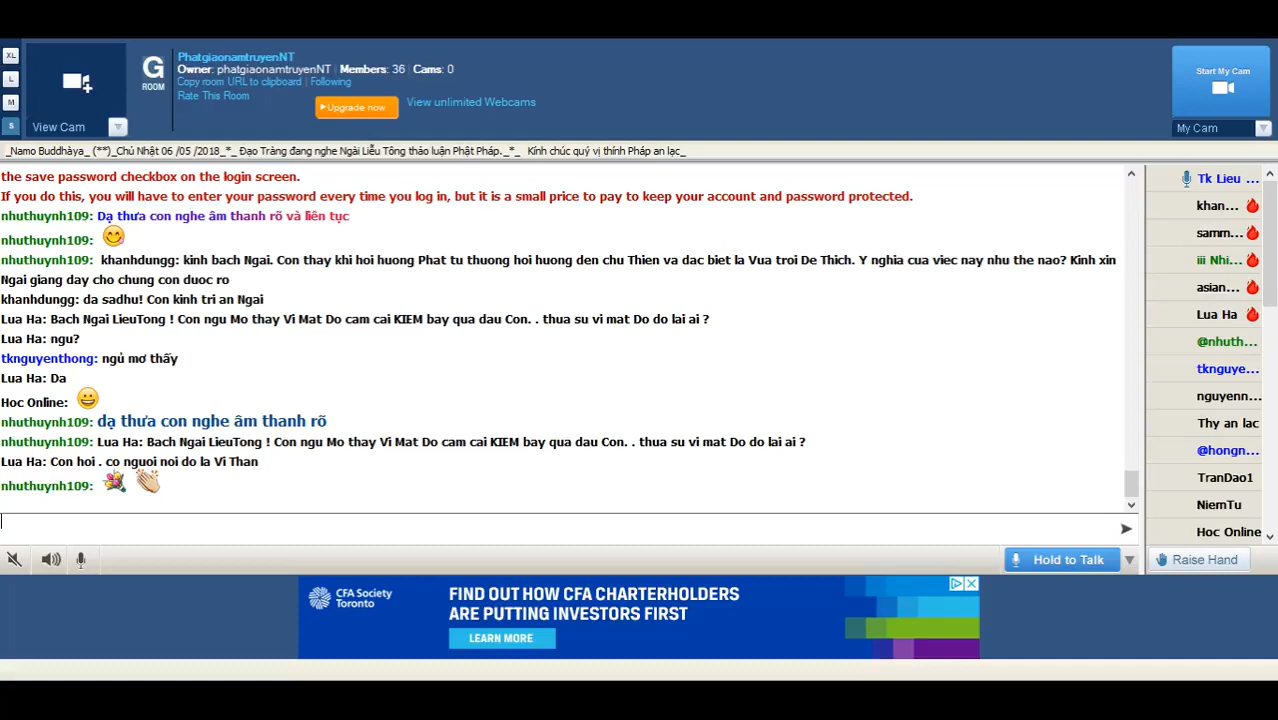 XL
L
M
S
View Cam
G
ROOM
PhatgiaonamtruyenNT
Owner: phatgiaonamtruyenNT Members: 36 Cams: 0
Copy room URL to clipboard | Following
Rate This Room
Upgrade now
View unlimited Webcams
Start My Cam
My Cam
_Namo Buddhàya_ (**)_Chủ Nhật 06 /05 /2018_*_ Đạo Tràng đang nghe Ngài Liễu Tông thảo luận Phật Pháp._*_ Kính chúc quý vị thính Pháp an lạc_
the save password checkbox on the login screen.
If you do this, you will have to enter your password every time you log in, but it is a small price to pay to keep your account and password protected.
nhuthuynh109: Dạ thưa con nghe âm thanh rõ và liên tục
nhuthuynh109:
nhuthuynh109: khanhdungg: kinh bach Ngai. Con thay khi hoi huong Phat tu thuong hoi huong den chu Thien va dac biet la Vua troi De Thich. Y nghia cua viec nay nhu the nao? Kinh xin
Ngai giang day cho chung con duoc ro
khanhdungg: da sadhu! Con kinh tri an Ngai
Lua Ha: Bach Ngai LieuTong ! Con ngu Mo thay Vi Mat Do cam cai KIEM bay qua dau Con. . thua su vi mat Do do lai ai ?
Lua Ha: ngu?
tknguyenthong: ngủ mơ thấy
Lua Ha: Da
Hoc Online:
nhuthuynh109: dạ thưa con nghe âm thanh rõ
nhuthuynh109: Lua Ha: Bach Ngai LieuTong ! Con ngu Mo thay Vi Mat Do cam cai KIEM bay qua dau Con. . thua su vi mat Do do lai ai ?
Lua Ha: Con hoi . co nguoi noi do la Vi Than
nhuthuynh109:
Tk Lieu ...
khan...
samm...
iii Nhi...
asian...
Lua Ha
@nhuth...
tknguye...
nguyenn...
Thy an lac
@hongn...
TranDao1
NiemTu
Hoc Online
Hold to Talk
Raise Hand
CFA Society
Toronto
FIND OUT HOW CFA CHARTERHOLDERS
ARE PUTTING INVESTORS FIRST
LEARN MORE